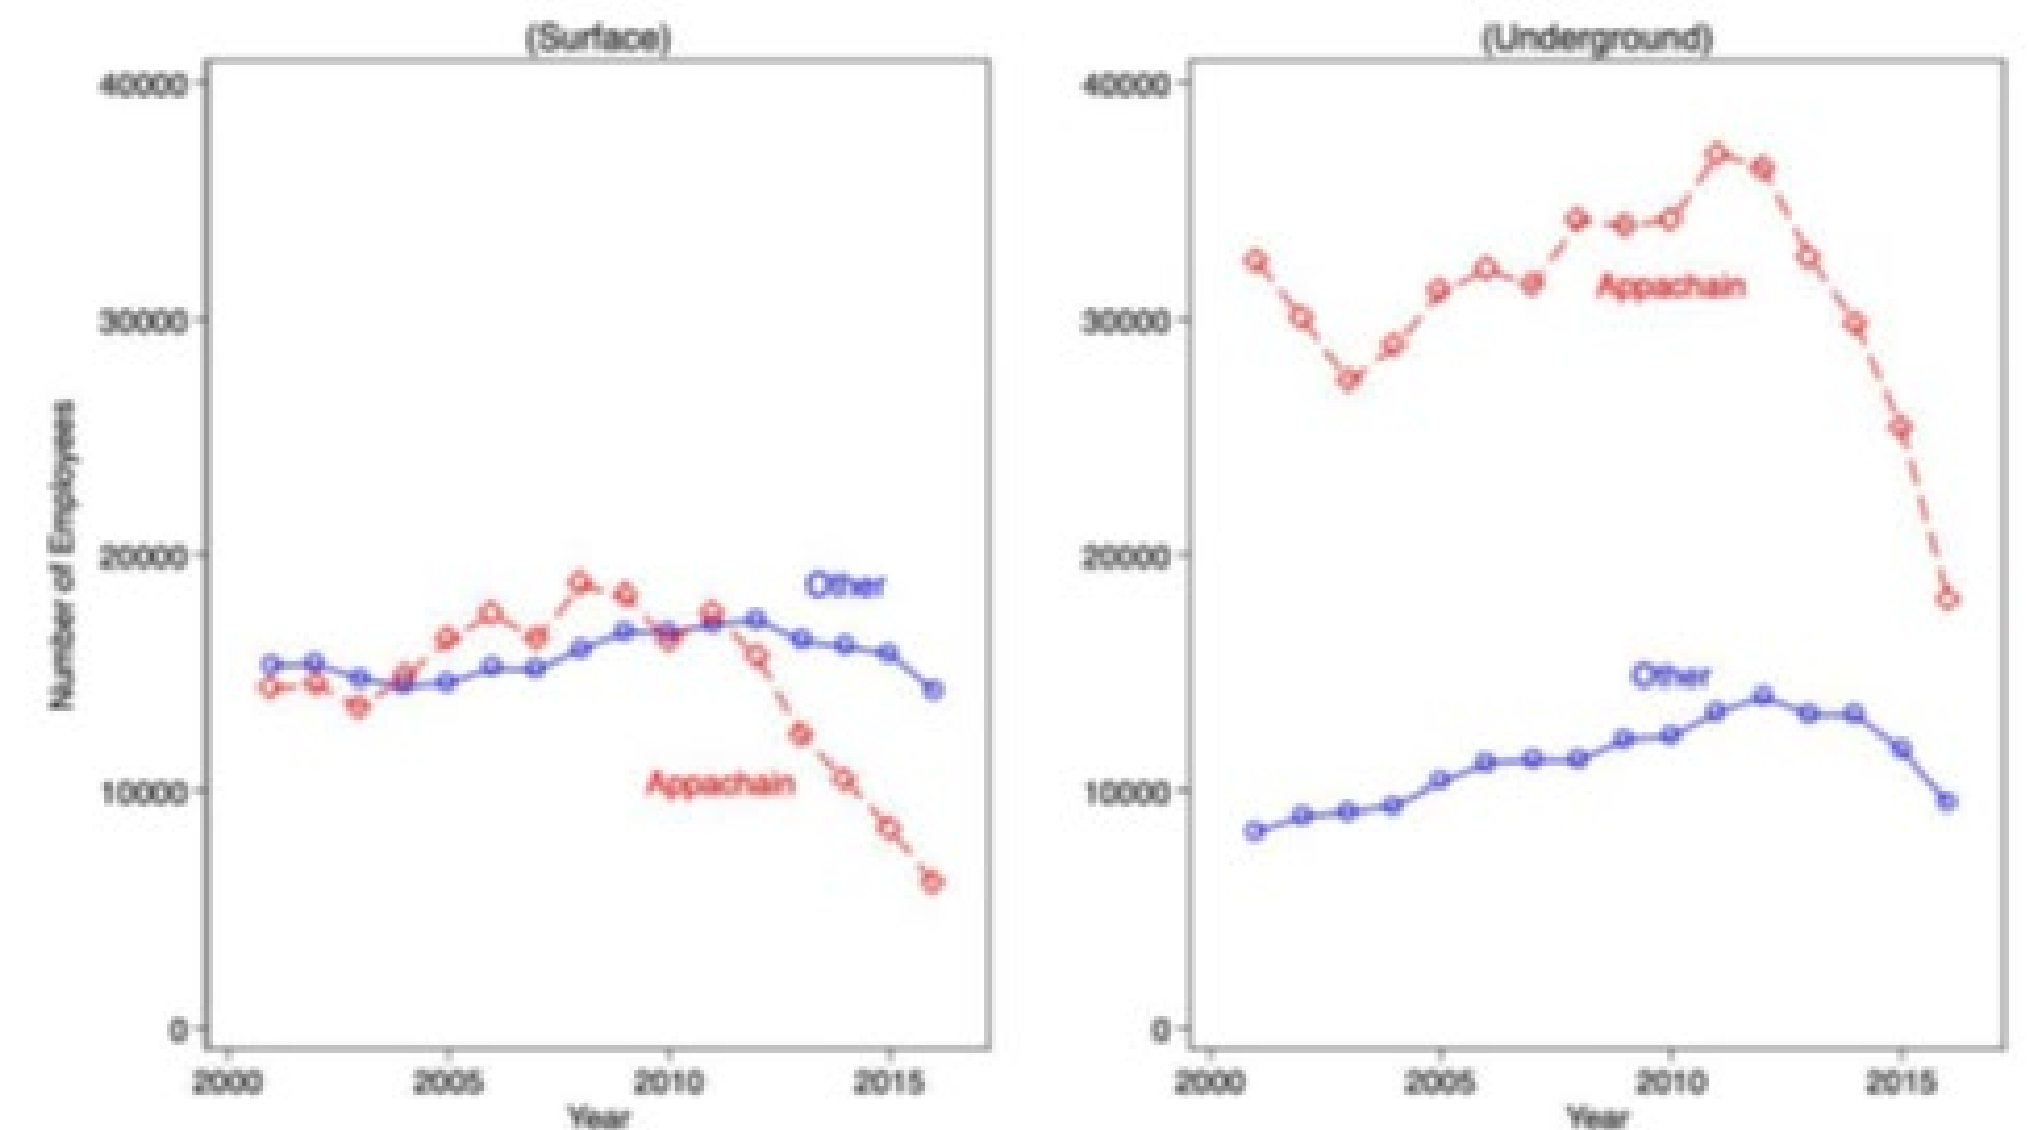 (Surface)
40000
30000
20000
10000
0
Number of Employees
Other
Appachain
2000 2005 2010 2015
Year
(Underground)
40000
30000
20000
10000
0
Appachain
Other
2000 2005 2010 2015
Year